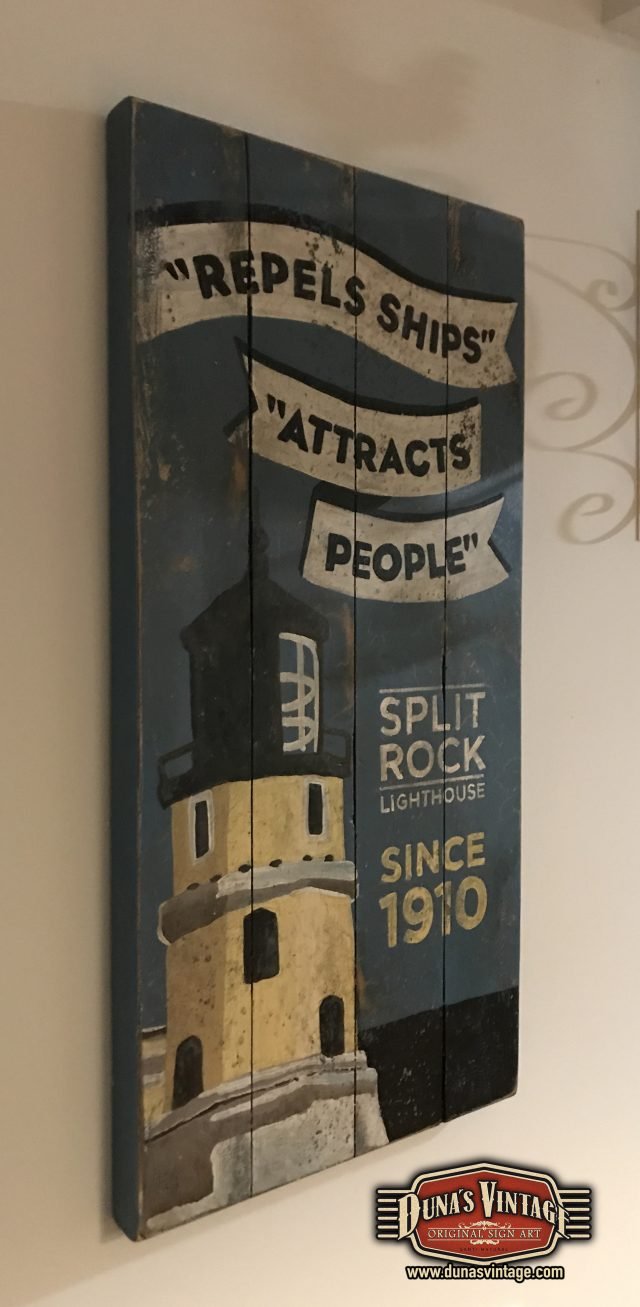 "REPELS SHIPS"
"ATTRACTS
PEOPLE"
SPLIT
ROCK
LIGHTHOUSE
SINCE
1910
DUNA'S VINTAGE
ORIGINAL SIGN ART
www.dunasvintage.com